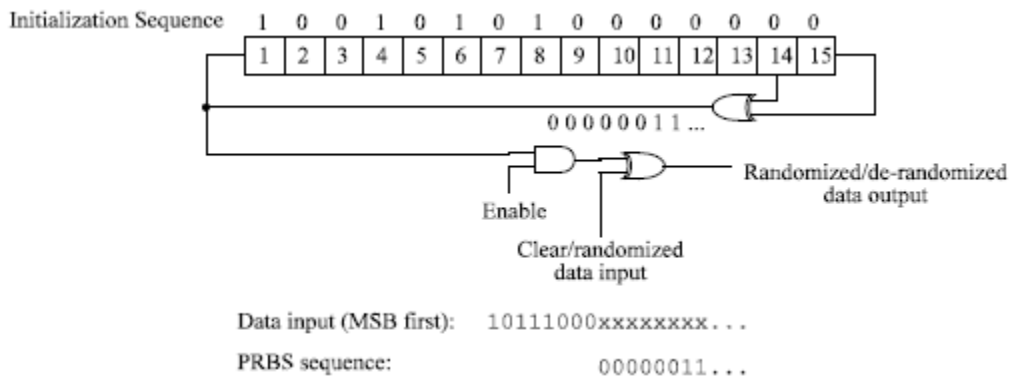 Initialization Sequence 1 0 0 1 0 1 0 1 0 0 0 0 0 0 0
1 2 3 4 5 6 7 8 9 10 11 12 13 14 15
0 0 0 0 0 0 1 1 ...
Randomized/de-randomized
data output
Enable
Clear/randomized
data input
Data input (MSB first): 10111000xxxxxxxx...
PRBS sequence: 00000011...